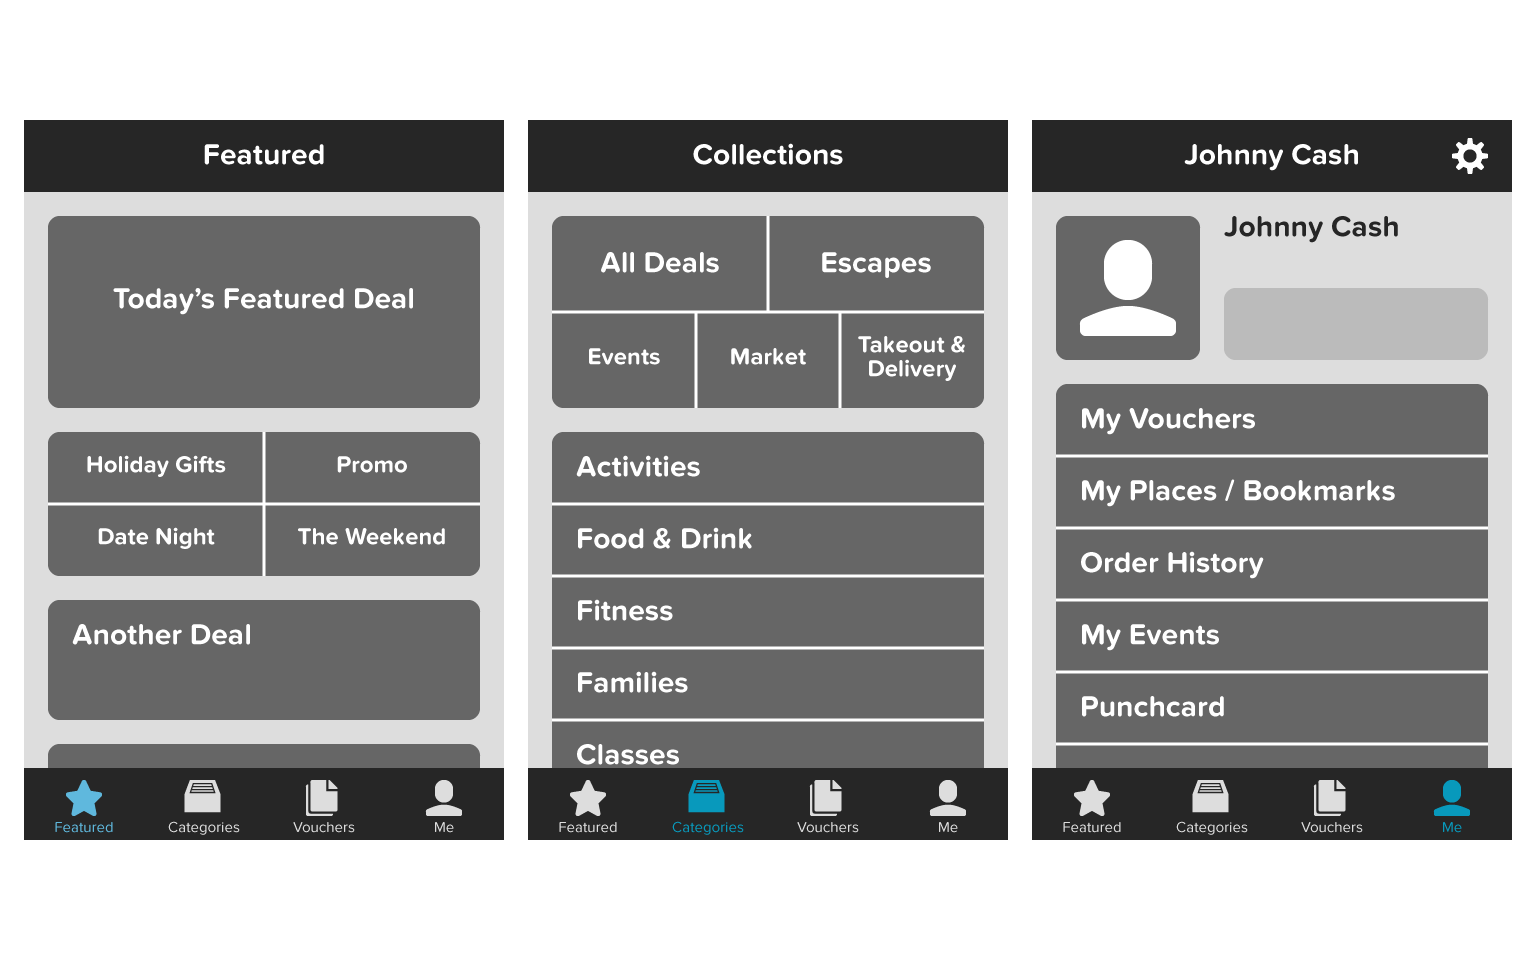 Featured
Today’s Featured Deal
Holiday Gifts
Promo
Date Night
The Weekend
Another Deal
Featured
Categories
Vouchers
Me
Collections
All Deals
Escapes
Events
Market
Takeout &
Delivery
Activities
Food & Drink
Fitness
Families
Classes
Featured
Categories
Vouchers
Me
Johnny Cash
Johnny Cash
My Vouchers
My Places / Bookmarks
Order History
My Events
Punchcard
Featured
Categories
Vouchers
Me